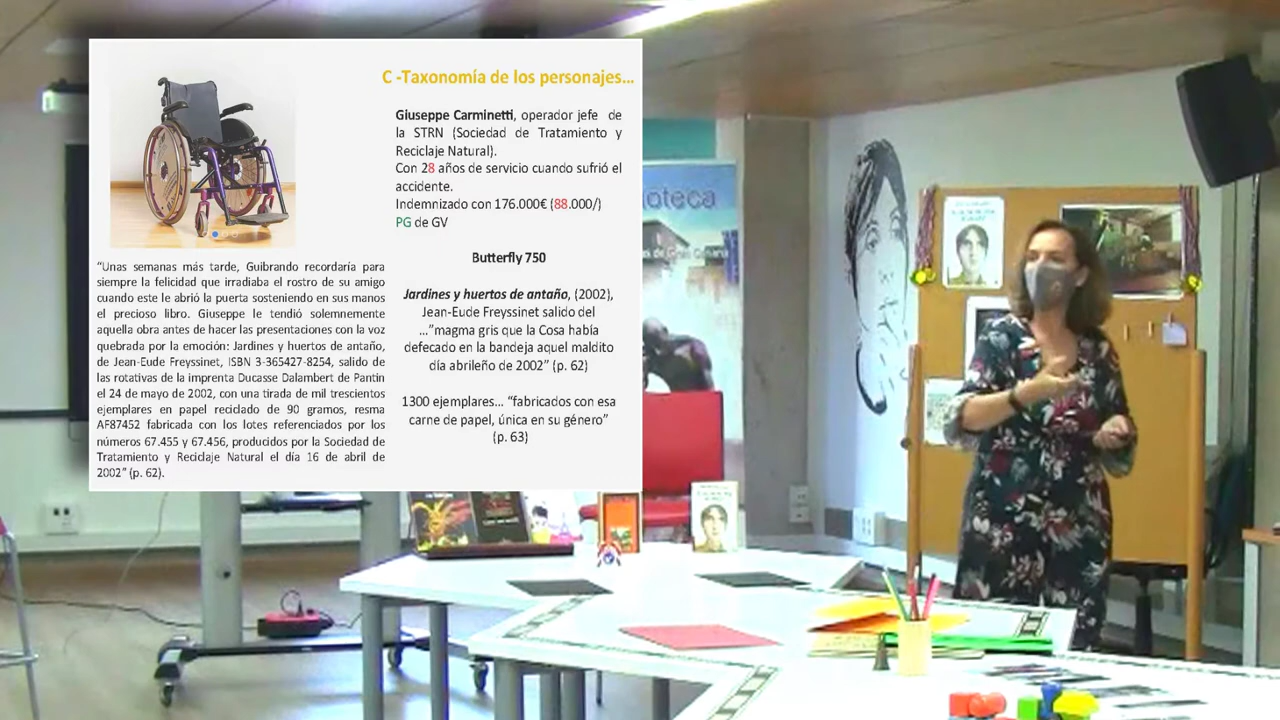 C -Taxonomía de los personajes...
Giuseppe Carminetti, operador jefe de
la STRN (Sociedad de Tratamiento y
Reciclaje Natural).
Con 28 años de servicio cuando sufrió el
accidente.
Indemnizado con 176.000€ (88.000/)
PG de GV
Butterfly 750
Jardines y huertos de antaño, (2002),
Jean-Eude Freyssinet salido del
..."magma gris que la Cosa había
defecado en la bandeja aquel maldito
día abrileño de 2002" (p. 62)
1300 ejemplares... "fabricados con esa
carne de papel, única en su género"
(p. 63)
"Unas semanas más tarde, Guibrando recordaría para
siempre la felicidad que irradiaba el rostro de su amigo
cuando este le abrió la puerta sosteniendo en sus manos
el precioso libro. Giuseppe le tendió solemnemente
aquella obra antes de hacer las presentaciones con la voz
quebrada por la emoción: Jardines y huertos de antaño,
de Jean-Eude Freyssinet, ISBN 3-365427-8254, salido de
las rotativas de la imprenta Ducasse Dalambert de Pantin
el 24 de mayo de 2002, con una tirada de mil trescientos
ejemplares en papel reciclado de 90 gramos, resma
AF87452 fabricada con los lotes referenciados por los
números 67.455 y 67.456, producidos por la Sociedad de
Tratamiento y Reciclaje Natural el día 16 de abril de
2002" (p. 62).
ioteca
de Gran Canaria